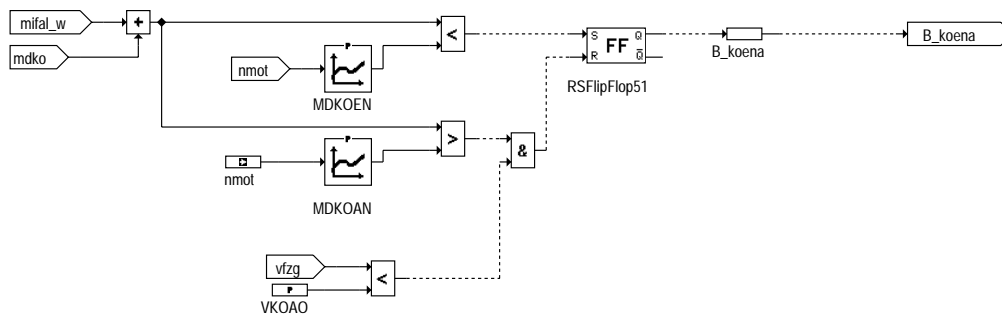 mifal_w
+
mdko
<
nmot
P
MDKOEN
S Q
FF
R Q̅
RSFlipFlop51
B_koena
B_koena
>
&
nmot
P
MDKOAN
vfzg
<
P
VKOAO